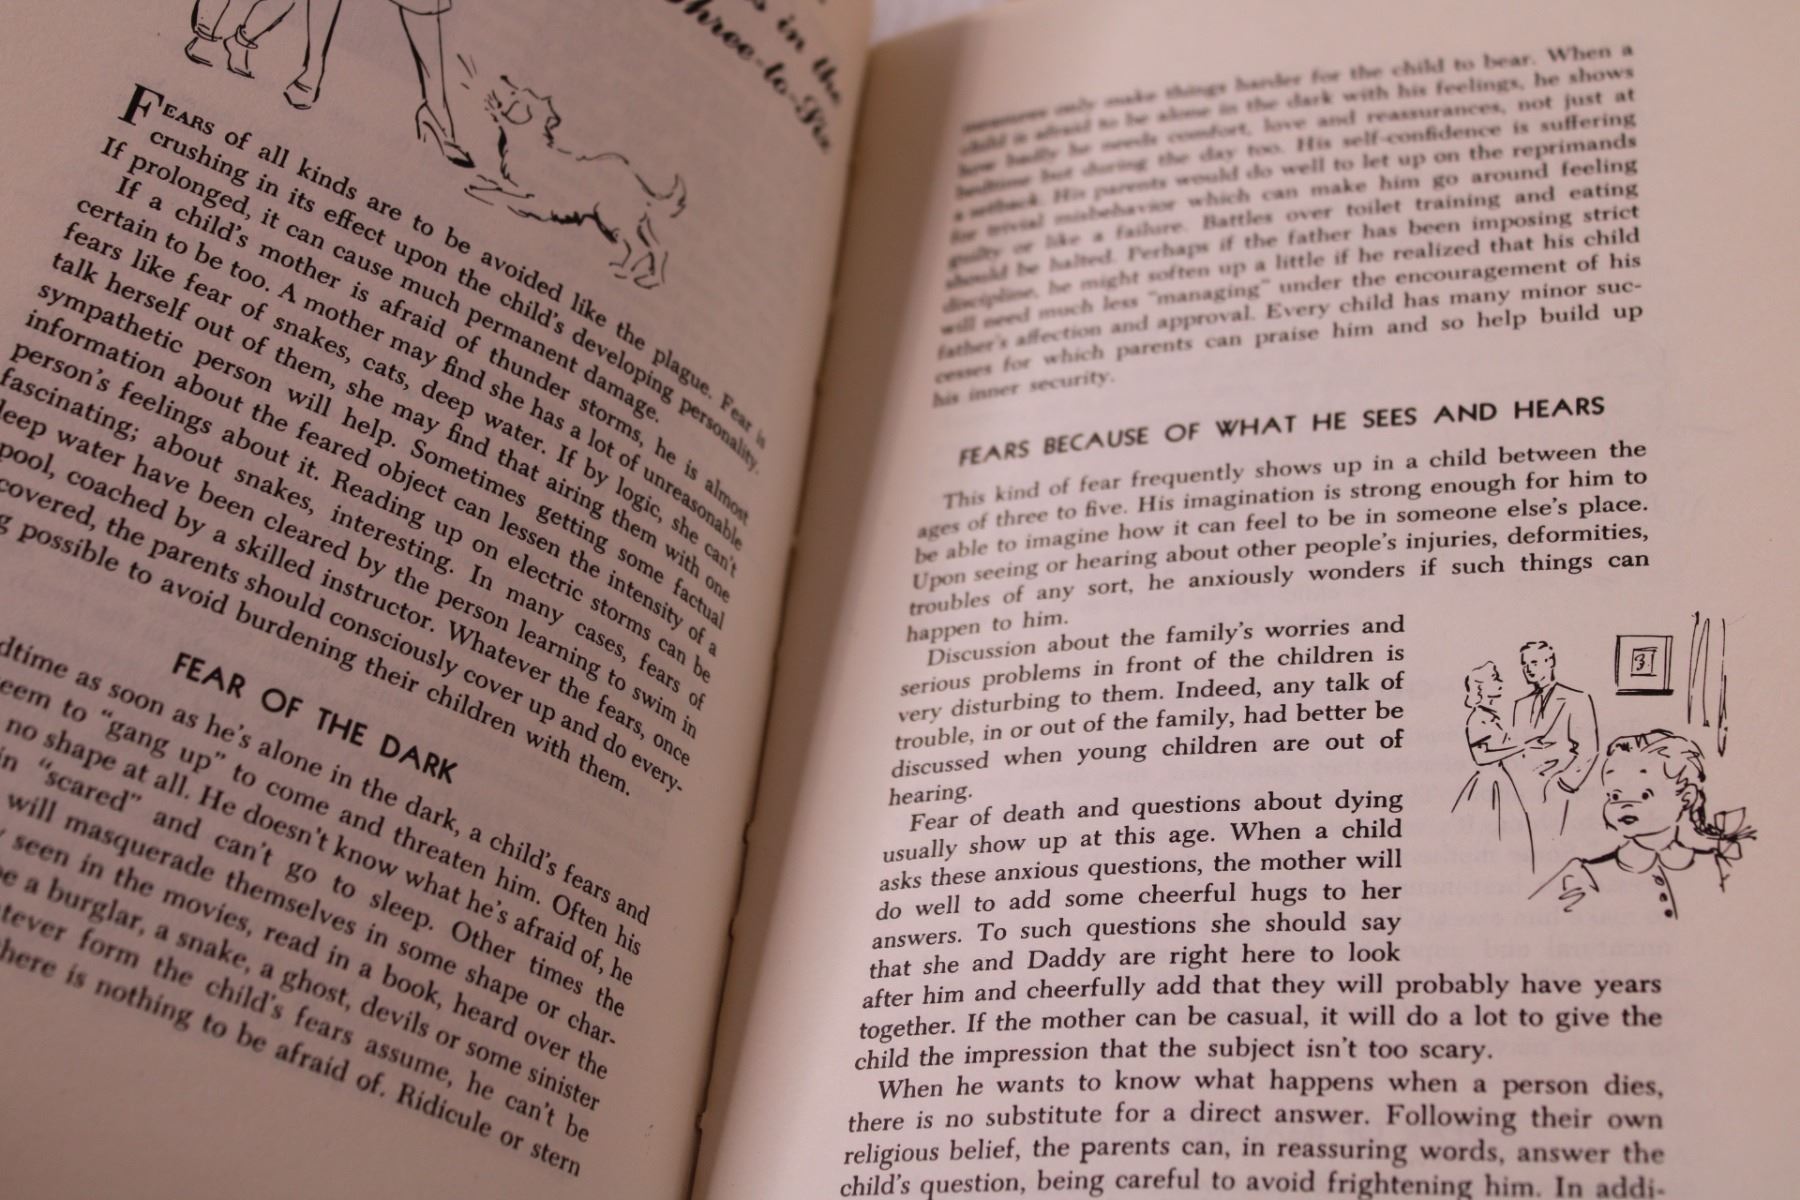 s in the
Three-to-Six
FEARS of all kinds are to be avoided like the plague. Fear is
crushing in its effect upon the child's developing personality.
If prolonged, it can cause much permanent damage.
If a child's mother is afraid of thunder storms, he is almost
certain to be too. A mother may find she has a lot of unreasonable
fears like fear of snakes, cats, deep water. If by logic, she can't
talk herself out of them, she may find that airing them with one
sympathetic person will help. Sometimes getting some factual
information about the feared object can lessen the intensity of a
person's feelings about it. Reading up on electric storms can be
fascinating; about snakes, interesting. In many cases, fears of
deep water have been cleared by the person learning to swim in
pool, coached by a skilled instructor. Whatever the fears, once
covered, the parents should consciously cover up and do every-
g possible to avoid burdening their children with them.
FEAR OF THE DARK
dtime as soon as he's alone in the dark, a child's fears and
eem to "gang up" to come and threaten him. Often his
no shape at all. He doesn't know what he's afraid of, he
in "scared" and can't go to sleep. Other times the
will masquerade themselves in some shape or char-
seen in the movies, read in a book, heard over the
be a burglar, a snake, a ghost, devils or some sinister
tever form the child's fears assume, he can't be
here is nothing to be afraid of. Ridicule or stern
measures only make things harder for the child to bear. When a
child is afraid to be alone in the dark with his feelings, he shows
how badly he needs comfort, love and reassurances, not just at
bedtime but during the day too. His self-confidence is suffering
a setback. His parents would do well to let up on the reprimands
for trivial misbehavior which can make him go around feeling
guilty or like a failure. Battles over toilet training and eating
should be halted. Perhaps if the father has been imposing strict
discipline, he might soften up a little if he realized that his child
will need much less "managing" under the encouragement of his
father's affection and approval. Every child has many minor suc-
cesses for which parents can praise him and so help build up
his inner security.
FEARS BECAUSE OF WHAT HE SEES AND HEARS
This kind of fear frequently shows up in a child between the
ages of three to five. His imagination is strong enough for him to
be able to imagine how it can feel to be in someone else's place.
Upon seeing or hearing about other people's injuries, deformities,
troubles of any sort, he anxiously wonders if such things can
happen to him.
Discussion about the family's worries and
serious problems in front of the children is
very disturbing to them. Indeed, any talk of
trouble, in or out of the family, had better be
discussed when young children are out of
hearing.
Fear of death and questions about dying
usually show up at this age. When a child
asks these anxious questions, the mother will
do well to add some cheerful hugs to her
answers. To such questions she should say
that she and Daddy are right here to look
after him and cheerfully add that they will probably have years
together. If the mother can be casual, it will do a lot to give the
child the impression that the subject isn't too scary.
When he wants to know what happens when a person dies,
there is no substitute for a direct answer. Following their own
religious belief, the parents can, in reassuring words, answer the
child's question, being careful to avoid frightening him. In addi-